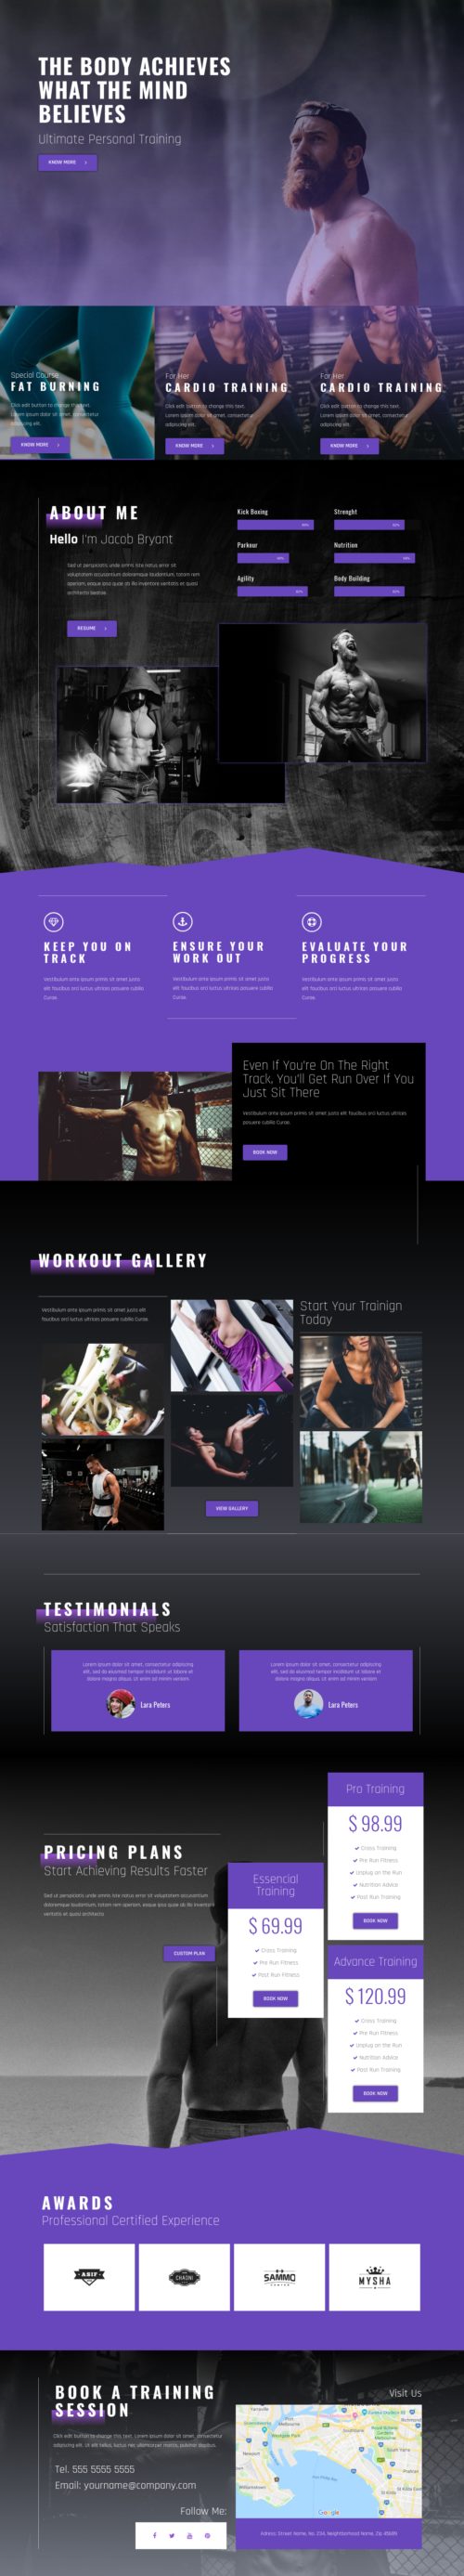 THE BODY ACHIEVES
WHAT THE MIND
BELIEVES
Ultimate Personal Training
KNOW MORE
Special Course
FAT BURNING
Click edit button to change this text.
Lorem ipsum dolor sit amet, consectetur
adipiscing elit.
KNOW MORE
For Her
CARDIO TRAINING
Click edit button to change this text.
Lorem ipsum dolor sit amet, consectetur
adipiscing elit.
KNOW MORE
For Her
CARDIO TRAINING
Click edit button to change this text.
Lorem ipsum dolor sit amet, consectetur
adipiscing elit.
KNOW MORE
ABOUT ME
Hello I'm Jacob Bryant
Sed ut perspiciatis unde omnis iste natus error sit
voluptatem accusantium doloremque laudantium, totam rem
aperiam, eaque ipsa quae ab illo inventore veritatis et quasi
architecto beatae.
RESUME
Kick Boxing
Strenght
Parkour
Nutrition
Agility
Body Building
KEEP YOU ON
TRACK
Vestibulum ante ipsum primis sit amet justo
elit faucibus orci luctus ultrices posuere cubilia
Curae.
ENSURE YOUR
WORK OUT
Vestibulum ante ipsum primis sit amet justo
elit faucibus orci luctus ultrices posuere cubilia
Curae.
EVALUATE YOUR
PROGRESS
Vestibulum ante ipsum primis sit amet justo
elit faucibus orci luctus ultrices posuere cubilia
Curae.
Even If You're On The Right
Track, You'll Get Run Over If You
Just Sit There
Vestibulum ante ipsum primis sit amet justo elit faucibus orci luctus ultrices
posuere cubilia Curae.
BOOK NOW
WORKOUT GALLERY
Vestibulum ante ipsum primis sit amet justo elit
faucibus orci luctus ultrices posuere cubilia Curae.
Start Your Trainign
Today
VIEW GALLERY
TESTIMONIALS
Satisfaction That Speaks
Lorem ipsum dolor sit amet, consectetur adipiscing
elit, sed do eiusmod tempor incididunt ut labore et
dolore magna aliqua. Ut enim ad minim veniam
Lara Peters
Lorem ipsum dolor sit amet, consectetur adipiscing
elit, sed do eiusmod tempor incididunt ut labore et
dolore magna aliqua. Ut enim ad minim veniam
Lara Peters
PRICING PLANS
Start Achieving Results Faster
Sed ut perspiciatis unde omnis iste natus error sit voluptatem accusantium
doloremque laudantium, totam rem aperiam, eaque ipsa quae ab illo inventore
veritatis et quasi architecto
CUSTOM PLAN
Essencial
Training
$ 69.99
Cross Training
Pre Run Fitness
Post Run Fitness
BOOK NOW
Pro Training
$ 98.99
Cross Training
Pre Run Fitness
Unplug on the Run
Nutrition Advice
Post Run Training
BOOK NOW
Advance Training
$ 120.99
Cross Training
Pre Run Fitness
Unplug on the Run
Nutrition Advice
Post Run Training
BOOK NOW
AWARDS
Professional Certified Experience
ASIF
CHADNI
SAMMO
MYSHA
BOOK A TRAINING
SESSION
Click edit button to change this text. Lorem ipsum dolor sit amet, consectetur
adipiscing elit. Ut elit tellus, luctus nec ullamcorper mattis, pulvinar dapibus.
Tel. 555 5555 5555
Email: yourname@company.com
Follow Me:
Visit Us
Port
Melbourne
Newport
Williamstown
South Yarra
Prahran
St Kilda
St Kilda East
Google
Adress: Street Name, No. 234, Neighborhood Name, Zip 48689